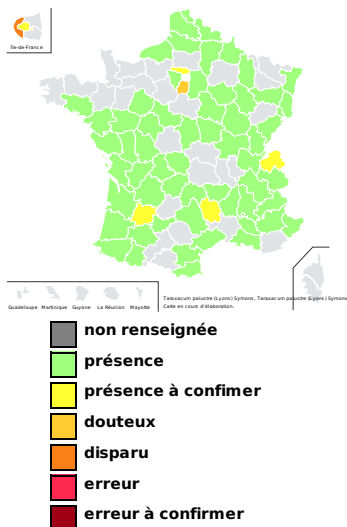 Île-de-France
Guadeloupe Martinique Guyane La Réunion Mayotte
Taraxacum palustre (Lyons) Symons, Taraxacum palustre (Lyons) Symons
Carte en cours d'élaboration.
non renseignée
présence
présence à confimer
douteux
disparu
erreur
erreur à confirmer